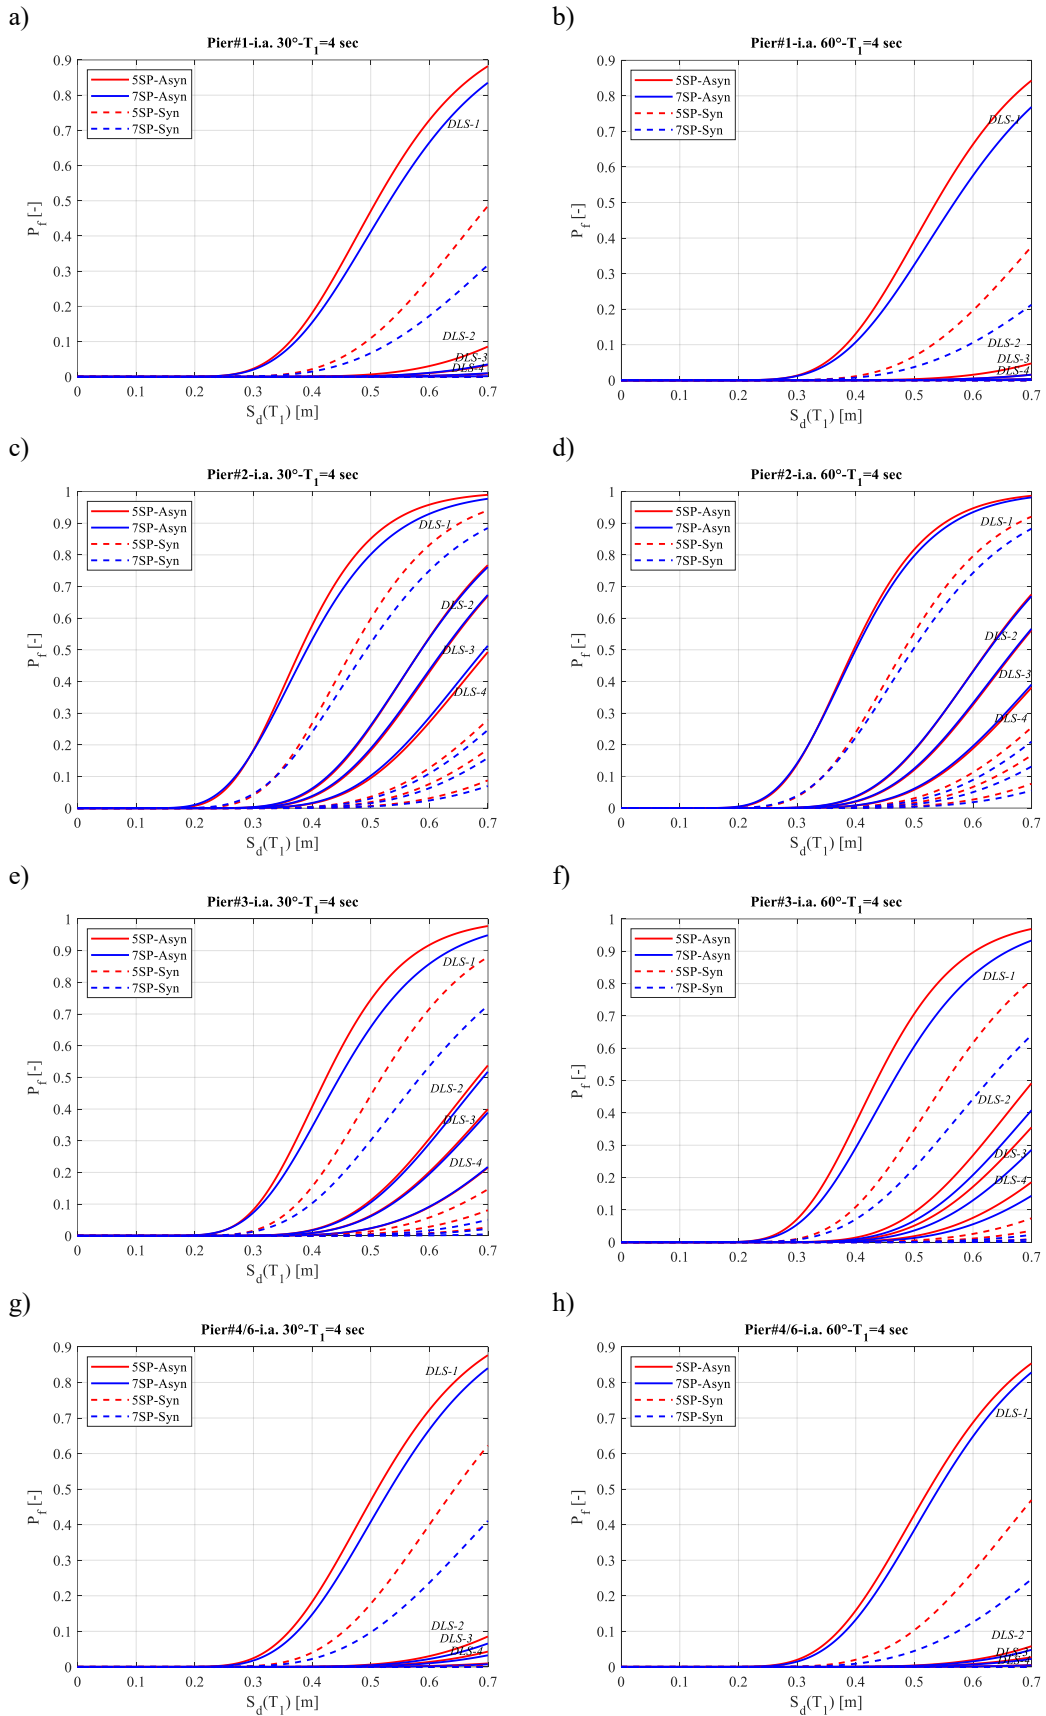 a)
Pier#1-i.a. 30°-T1=4 sec
5SP-Asyn
7SP-Asyn
5SP-Syn
7SP-Syn
DLS-1
DLS-2
DLS-3
DLS-4
0.9
0.8
0.7
0.6
0.5
0.4
0.3
0.2
0.1
0
Pf [-]
0 0.1 0.2 0.3 0.4 0.5 0.6 0.7
Sd(T1) [m]
b)
Pier#1-i.a. 60°-T1=4 sec
5SP-Asyn
7SP-Asyn
5SP-Syn
7SP-Syn
DLS-1
DLS-2
DLS-3
DLS-4
0.9
0.8
0.7
0.6
0.5
0.4
0.3
0.2
0.1
0
Pf [-]
0 0.1 0.2 0.3 0.4 0.5 0.6 0.7
Sd(T1) [m]
c)
Pier#2-i.a. 30°-T1=4 sec
5SP-Asyn
7SP-Asyn
5SP-Syn
7SP-Syn
DLS-1
DLS-2
DLS-3
DLS-4
1
0.9
0.8
0.7
0.6
0.5
0.4
0.3
0.2
0.1
0
Pf [-]
0 0.1 0.2 0.3 0.4 0.5 0.6 0.7
Sd(T1) [m]
d)
Pier#2-i.a. 60°-T1=4 sec
5SP-Asyn
7SP-Asyn
5SP-Syn
7SP-Syn
DLS-1
DLS-2
DLS-3
DLS-4
1
0.9
0.8
0.7
0.6
0.5
0.4
0.3
0.2
0.1
0
Pf [-]
0 0.1 0.2 0.3 0.4 0.5 0.6 0.7
Sd(T1) [m]
e)
Pier#3-i.a. 30°-T1=4 sec
5SP-Asyn
7SP-Asyn
5SP-Syn
7SP-Syn
DLS-1
DLS-2
DLS-3
DLS-4
1
0.9
0.8
0.7
0.6
0.5
0.4
0.3
0.2
0.1
0
Pf [-]
0 0.1 0.2 0.3 0.4 0.5 0.6 0.7
Sd(T1) [m]
f)
Pier#3-i.a. 60°-T1=4 sec
5SP-Asyn
7SP-Asyn
5SP-Syn
7SP-Syn
DLS-1
DLS-2
DLS-3
DLS-4
1
0.9
0.8
0.7
0.6
0.5
0.4
0.3
0.2
0.1
0
Pf [-]
0 0.1 0.2 0.3 0.4 0.5 0.6 0.7
g)
Pier#4/6-i.a. 30°-T1=4 sec
5SP-Asyn
7SP-Asyn
5SP-Syn
7SP-Syn
DLS-1
DLS-2
DLS-3
DLS-4
0.9
0.8
0.7
0.6
0.5
0.4
0.3
0.2
0.1
0
Pf [-]
0 0.1 0.2 0.3 0.4 0.5 0.6 0.7
Sd(T1) [m]
h)
Pier#4/6-i.a. 60°-T1=4 sec
5SP-Asyn
7SP-Asyn
5SP-Syn
7SP-Syn
DLS-1
DLS-2
0.9
0.8
0.7
0.6
0.5
0.4
0.3
0.2
0.1
0
Pf [-]
0 0.1 0.2 0.3 0.4 0.5 0.6 0.7
Sd(T1) [m]